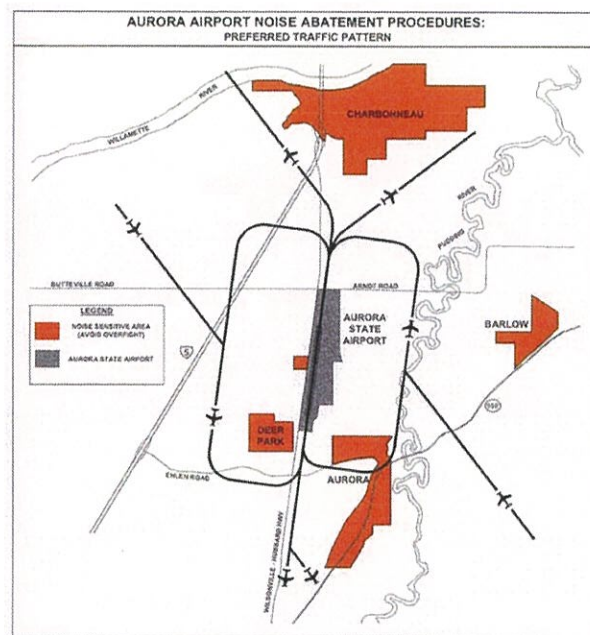 AURORA AIRPORT NOISE ABATEMENT PROCEDURES:
PREFERRED TRAFFIC PATTERN
CHARBONNEAU
RIVER
WILLAMETTE
RIVER
PUDDING
BUTTEVILLE ROAD
ARNDT ROAD
LEGEND
NOISE SENSITIVE AREA
(AVOID OVERFIGHT)
AURORA STATE AIRPORT
AURORA
STATE
AIRPORT
BARLOW
5
DEER
PARK
EHLEN ROAD
AURORA
WILSONVILLE - HUBBARD HWY